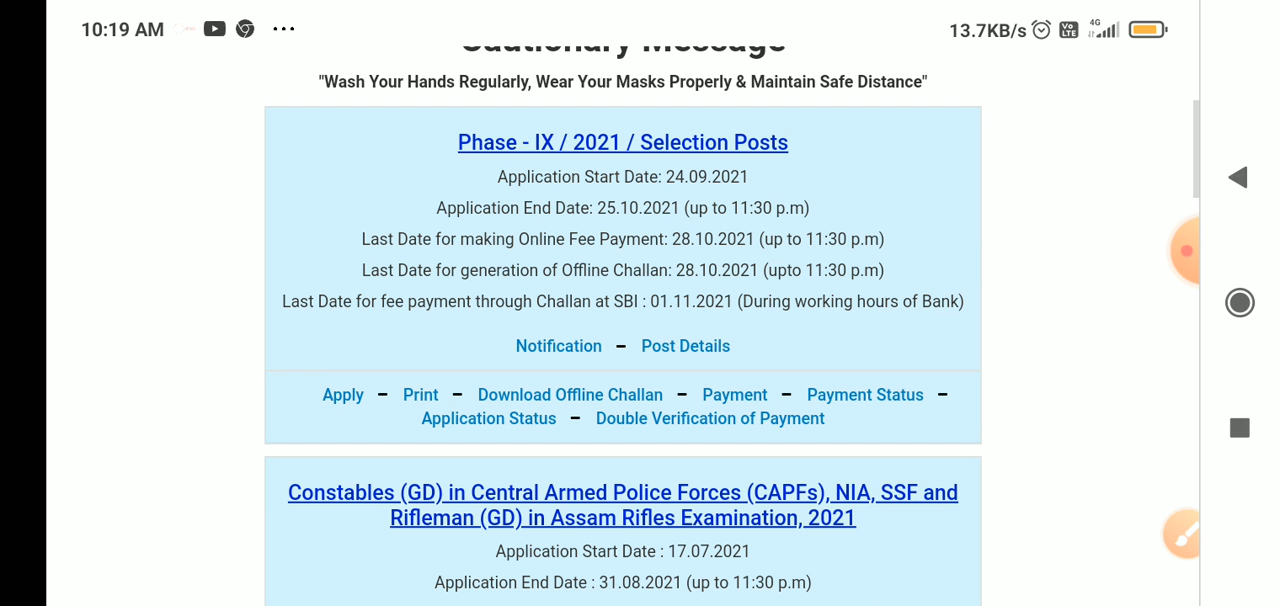 10:19 AM
13.7KB/s
Vo LTE
4G
Cautionary Message
"Wash Your Hands Regularly, Wear Your Masks Properly & Maintain Safe Distance"
Phase - IX / 2021 / Selection Posts
Application Start Date: 24.09.2021
Application End Date: 25.10.2021 (up to 11:30 p.m)
Last Date for making Online Fee Payment: 28.10.2021 (up to 11:30 p.m)
Last Date for generation of Offline Challan: 28.10.2021 (upto 11:30 p.m)
Last Date for fee payment through Challan at SBI : 01.11.2021 (During working hours of Bank)
Notification – Post Details
Apply – Print – Download Offline Challan – Payment – Payment Status –
Application Status – Double Verification of Payment
Constables (GD) in Central Armed Police Forces (CAPFs), NIA, SSF and
Rifleman (GD) in Assam Rifles Examination, 2021
Application Start Date : 17.07.2021
Application End Date : 31.08.2021 (up to 11:30 p.m)